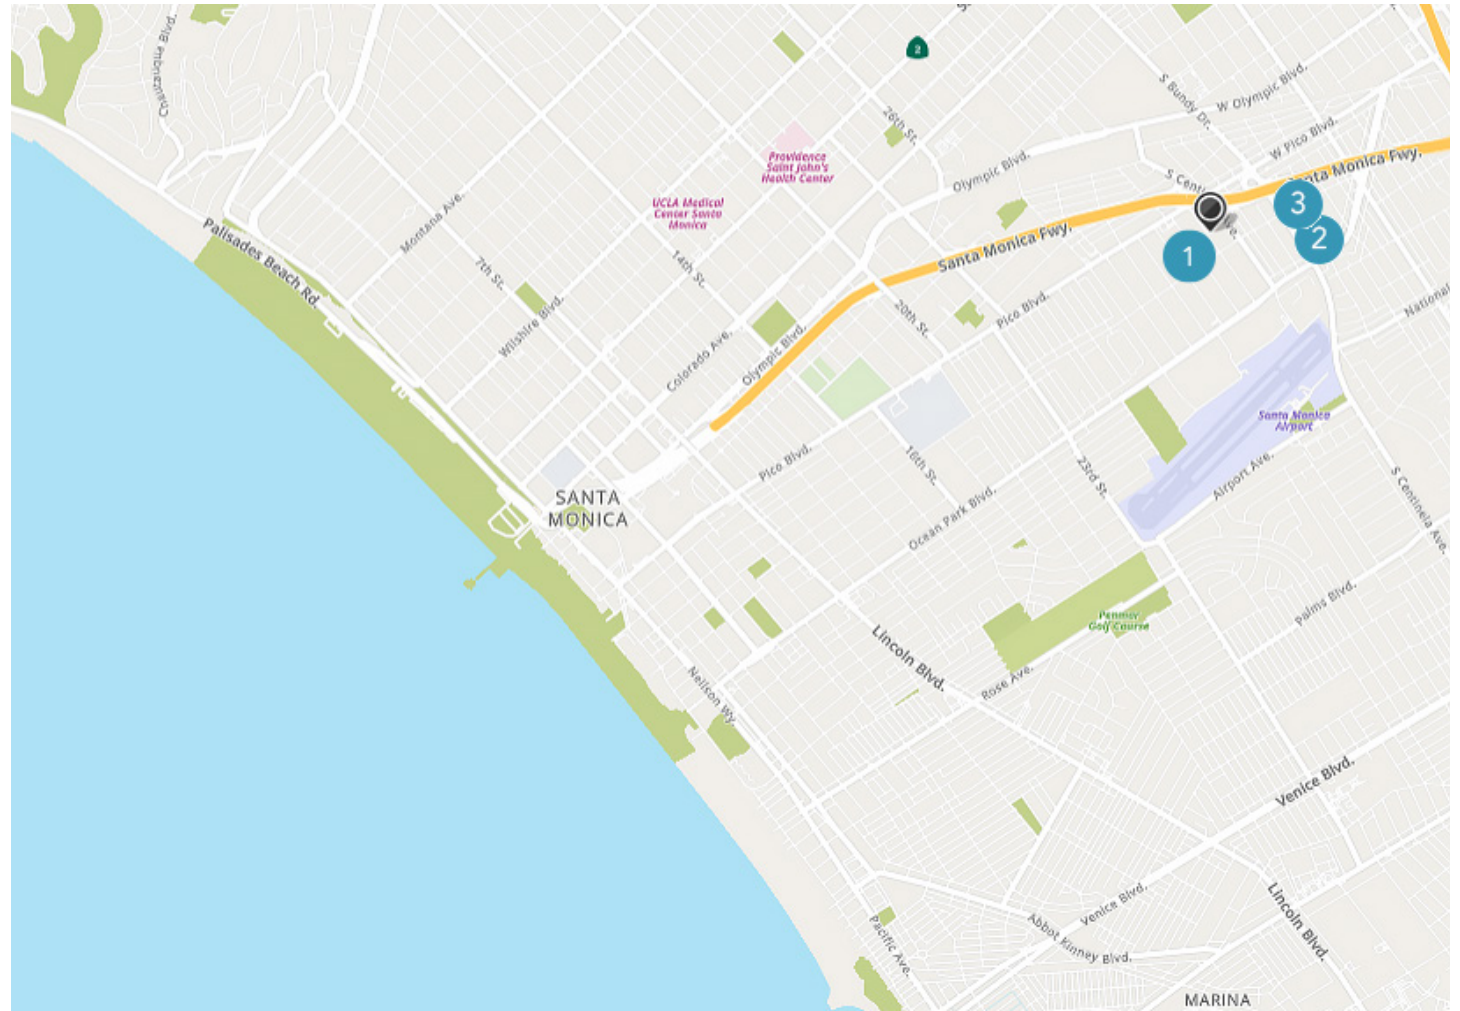 Chautauqua Blvd.
2
26th St.
S Bundy Dr.
W Olympic Blvd.
W Pico Blvd.
Santa Monica Fwy.
Olympic Blvd.
Providence
Saint John's
Health Center
UCLA Medical
Center Santa
Monica
Montana Ave.
Palisades Beach Rd.
7th St.
14th St.
Wilshire Blvd.
Colorado Ave.
Olympic Blvd.
Santa Monica Fwy.
20th St.
Pico Blvd.
3
2
1
National
Santa Monica
Airport
Airport Ave.
S Centinela Ave.
23rd St.
16th St.
Pico Blvd.
Ocean Park Blvd.
SANTA
MONICA
Penmar
Golf Course
Palms Blvd.
Lincoln Blvd.
Rose Ave.
Neilson Wy.
Venice Blvd.
Venice Blvd.
Abbot Kinney Blvd.
Lincoln Blvd.
Pacific Ave.
MARINA